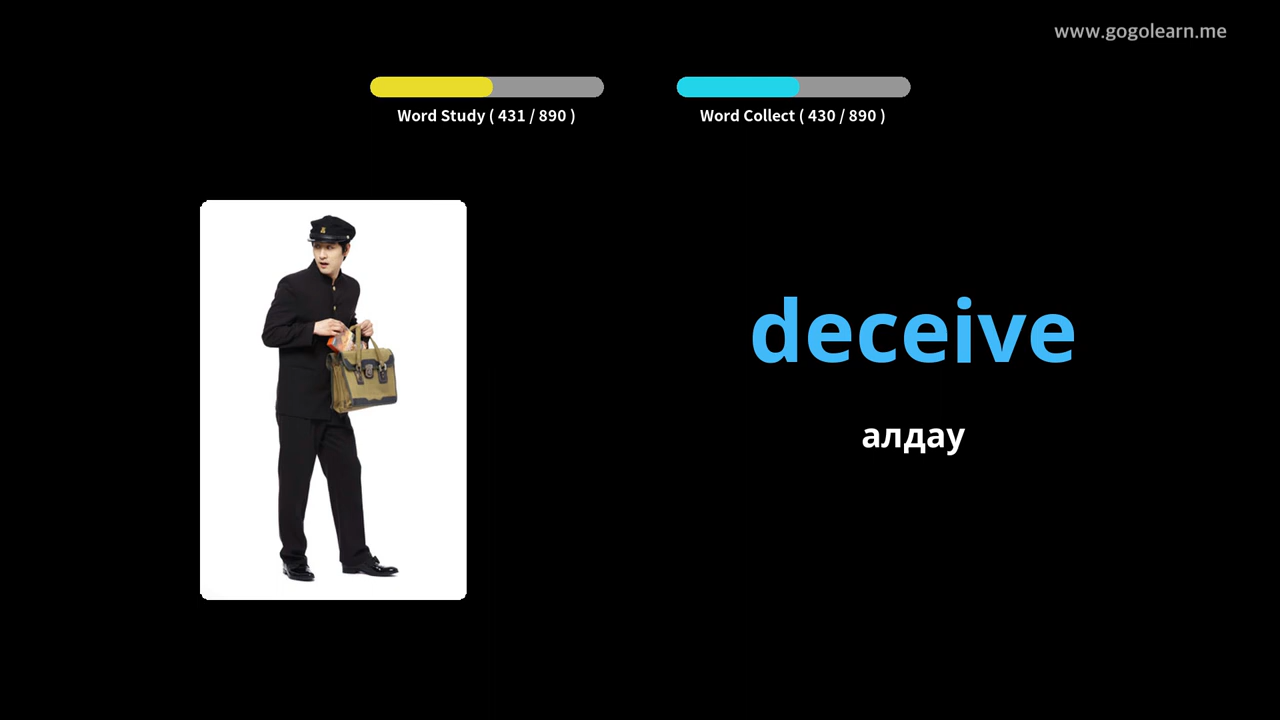 www.gogolearn.me
Word Study ( 431 / 890 )
Word Collect ( 430 / 890 )
deceive
алдау